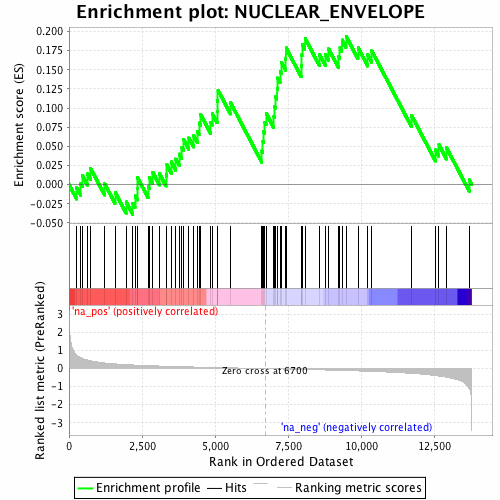 Enrichment plot: NUCLEAR_ENVELOPE
Enrichment score (ES)
0.200
0.175
0.150
0.125
0.100
0.075
0.050
0.025
0.000
-0.025
-0.050
'na_pos' (positively correlated)
Ranked list metric (PreRanked)
3
2
1
0
-1
-2
-3
Zero cross at 6700
'na_neg' (negatively correlated)
0 2,500 5,000 7,500 10,000 12,500
Rank in Ordered Dataset
Enrichment profile Hits Ranking metric scores